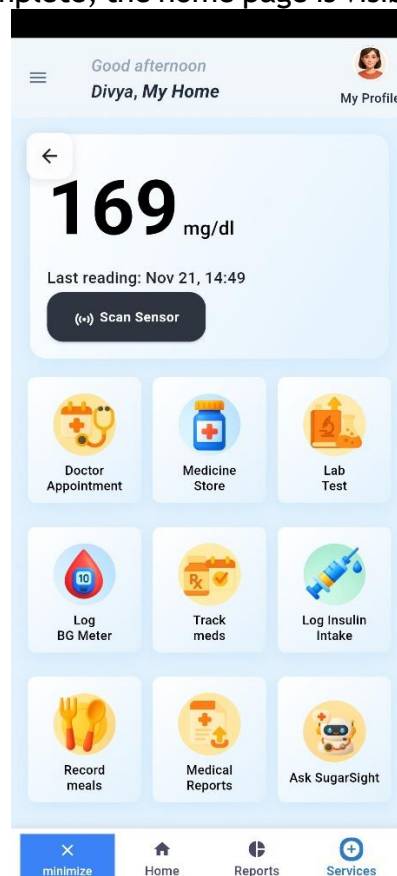 the home page is
Good afternoon
Divya, My Home
My Profile
169 mg/dl
Last reading: Nov 21, 14:49
Scan Sensor
Doctor
Appointment
Medicine
Store
Lab
Test
10
Log
BG Meter
Rx
Track
meds
Log Insulin
Intake
Record
meals
Medical
Reports
Ask SugarSight
minimize
Home
Reports
Services